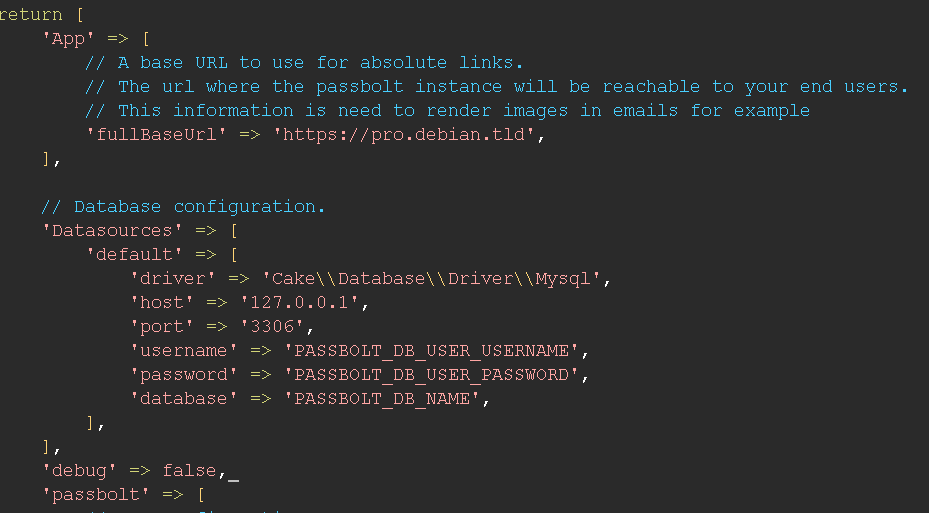 return [
    'App' => [
        // A base URL to use for absolute links.
        // The url where the passbolt instance will be reachable to your end users.
        // This information is need to render images in emails for example
        'fullBaseUrl' => 'https://pro.debian.tld',
    ],

    // Database configuration.
    'Datasources' => [
        'default' => [
            'driver' => 'Cake\\Database\\Driver\\Mysql',
            'host' => '127.0.0.1',
            'port' => '3306',
            'username' => 'PASSBOLT_DB_USER_USERNAME',
            'password' => 'PASSBOLT_DB_USER_PASSWORD',
            'database' => 'PASSBOLT_DB_NAME',
        ],
    ],
    'debug' => false,_
    'passbolt' => [